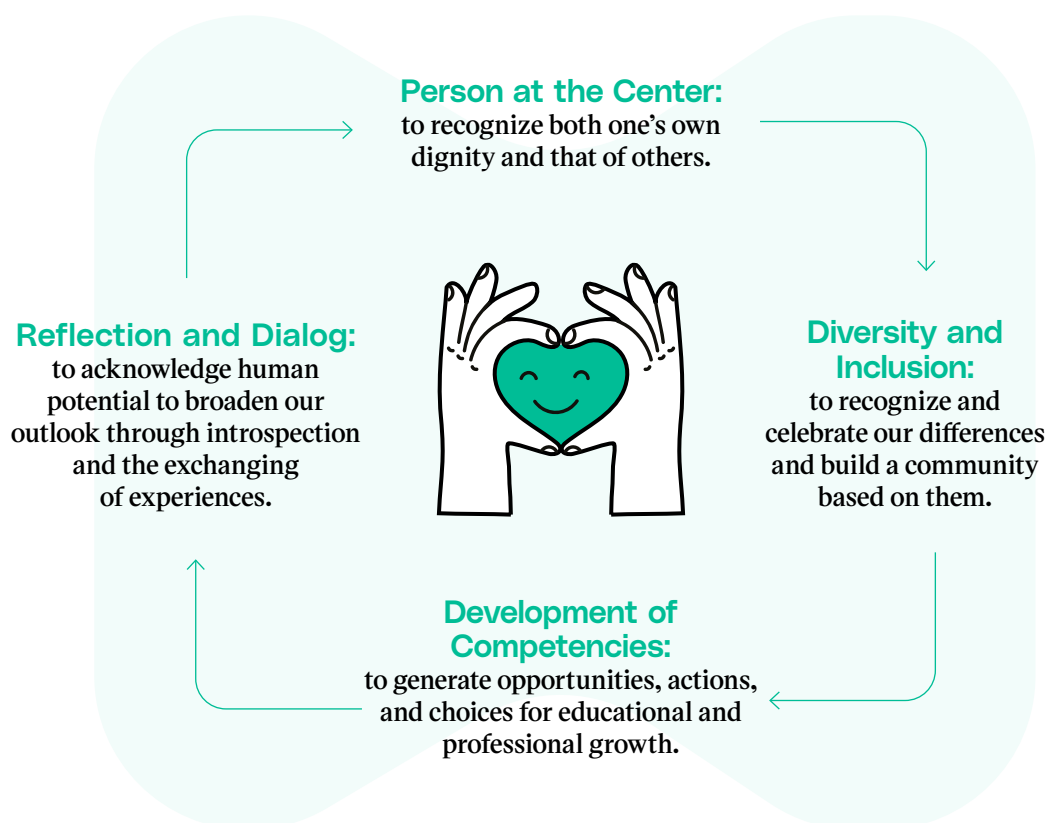 Person at the Center:
to recognize both one’s own
dignity and that of others.
Diversity and
Inclusion:
to recognize and
celebrate our differences
and build a community
based on them.
Development of
Competencies:
to generate opportunities, actions,
and choices for educational and
professional growth.
Reflection and Dialog:
to acknowledge human
potential to broaden our
outlook through introspection
and the exchanging
of experiences.